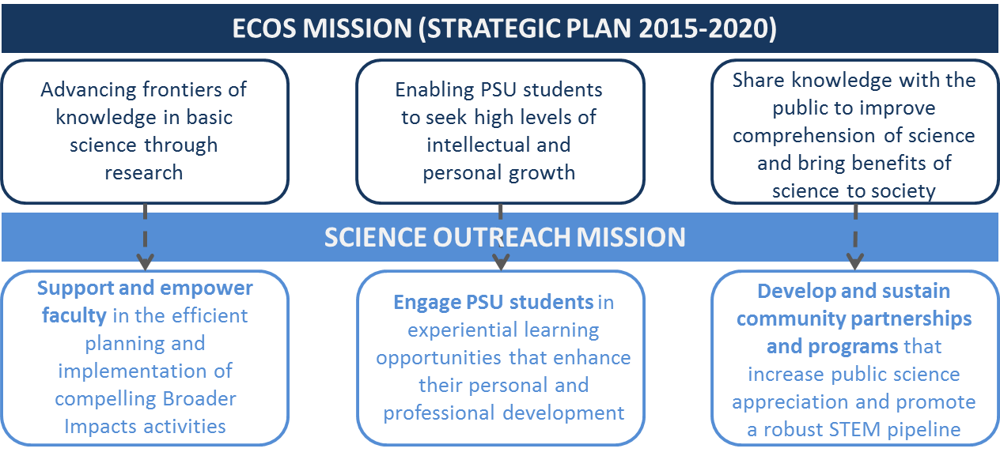 ECOS MISSION (STRATEGIC PLAN 2015-2020)
Advancing frontiers of
knowledge in basic
science through
research
Enabling PSU students
to seek high levels of
intellectual and
personal growth
Share knowledge with the
public to improve
comprehension of science
and bring benefits of
science to society
SCIENCE OUTREACH MISSION
Support and empower
faculty in the efficient
planning and
implementation of
compelling Broader
Impacts activities
Engage PSU students in
experiential learning
opportunities that enhance
their personal and
professional development
Develop and sustain
community partnerships
and programs that
increase public science
appreciation and promote
a robust STEM pipeline